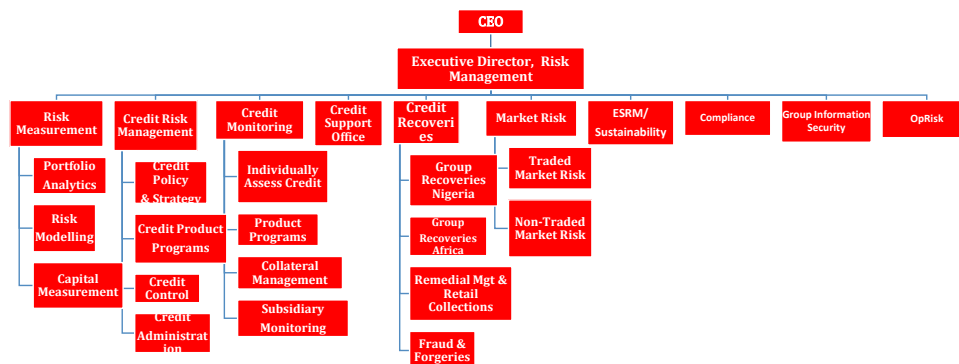 CEO
Executive Director, Risk
Management
Risk
Measurement
Credit Risk
Management
Credit
Monitoring
Credit
Support
Office
Credit
Recoveri
es
Market Risk
ESRM/
Sustainability
Compliance
Group Information
Security
OpRisk
Portfolio
Analytics
Risk
Modelling
Capital
Measurement
Credit
Policy
& Strategy
Credit Product
Programs
Credit
Control
Credit
Administrat
ion
Individually
Assess Credit
Product
Programs
Collateral
Management
Subsidiary
Monitoring
Group
Recoveries
Nigeria
Group
Recoveries
Africa
Remedial Mgt &
Retail
Collections
Fraud &
Forgeries
Traded
Market Risk
Non-Traded
Market Risk